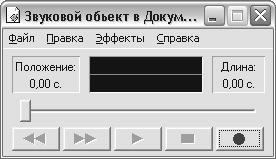 Звуковой объект в Докум...
Файл Правка Эффекты Справка
Положение:
0,00 с.
Длина:
0,00 с.